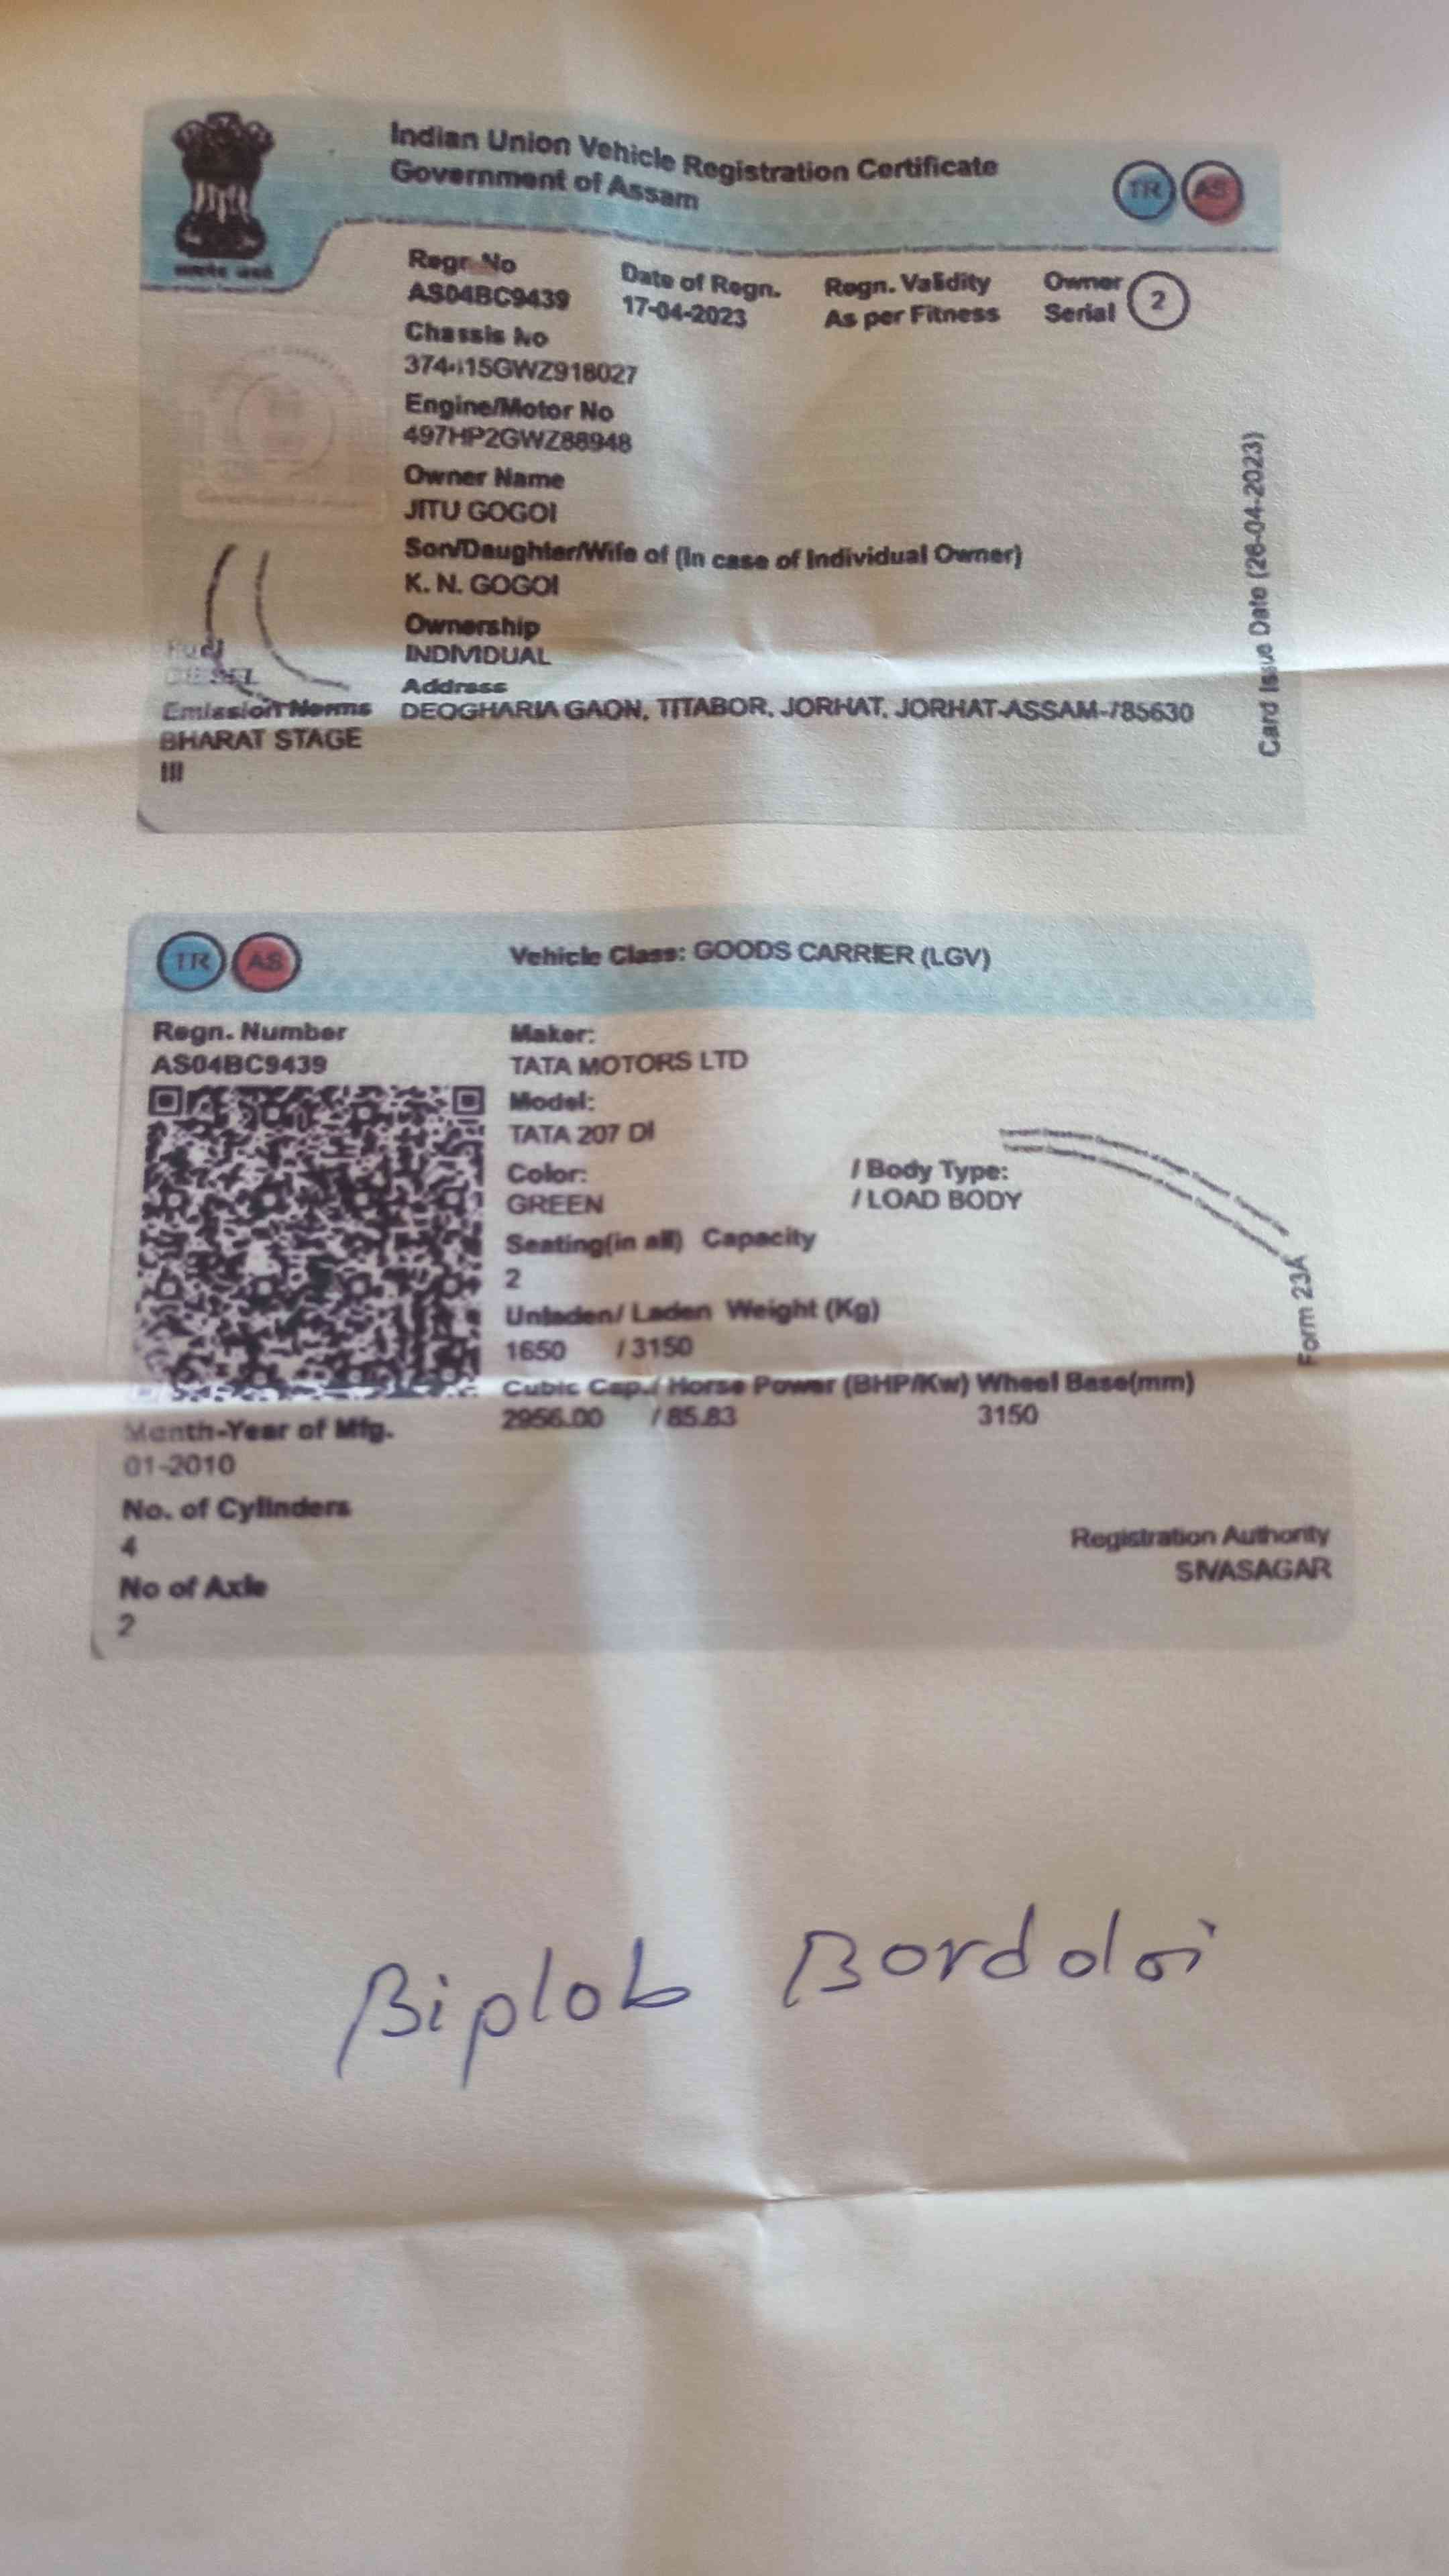 Indian Union Vehicle Registration Certificate
Government of Assam
TR AS
Regr No
AS04BC9439
Date of Regn.
17-04-2023
Regn. Validity
As per Fitness
Owner
Serial
2
Chassis No
Engine/Motor No
497HP2GWZ88948
Owner Name
JITU GOGOI
Son/Daughter/Wife of (In case of Individual Owner)
K. N. GOGOI
Ownership
INDIVIDUAL
Address
DEOGHARIA GAON, TITABOR, JORHAT, JORHAT-ASSAM-785630
Fuel
DIESEL
Emission Norms
BHARAT STAGE
III
Card Issue Date (26-04-2023)
TR AS
Vehicle Class: GOODS CARRIER (LGV)
Regn. Number
AS04BC9439
Maker:
TATA MOTORS LTD
Model:
TATA 207 DI
Color:
GREEN
/ Body Type:
/ LOAD BODY
Seating(in all) Capacity
2
Unladen/ Laden Weight (Kg)
1650 / 3150
Cubic Cap./ Horse Power (BHP/Kw) Wheel Base(mm)
2956.00 / 85.83 3150
Form 23A
Month-Year of Mfg.
01-2010
No. of Cylinders
4
No of Axle
2
Registration Authority
SIVASAGAR
Biplob Bordoloi